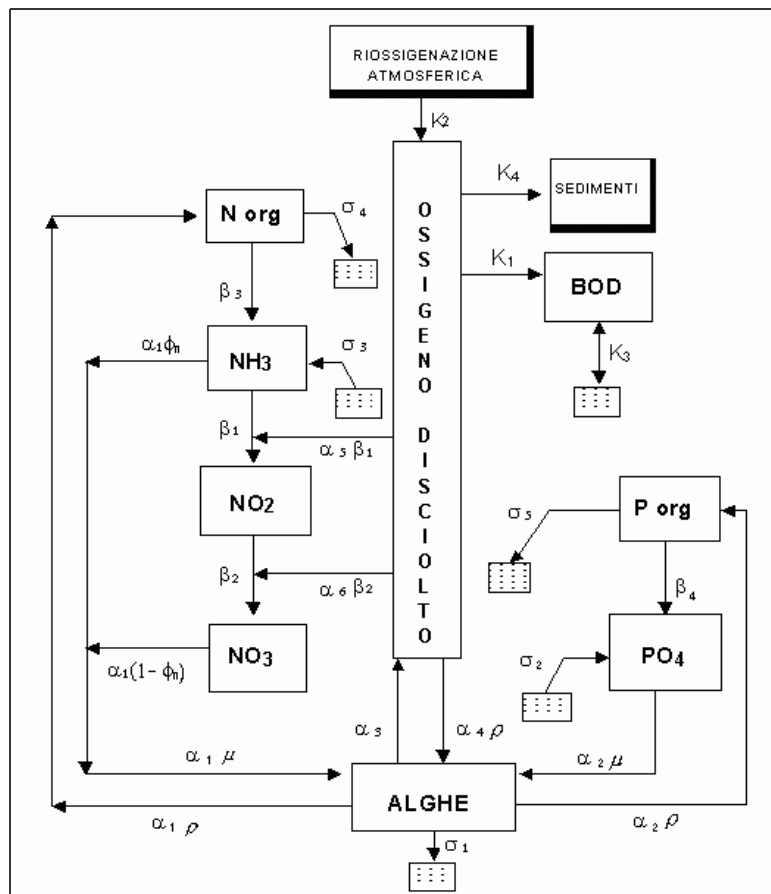 RIOSSIGENAZIONE
ATMOSFERICA
K2
K4
SEDIMENTI
N org
σ4
K1
BOD
β3
K3
α1ϕn
NH3
σ3
β1
α5 β1
NO2
P org
σ5
β2
α6 β2
β4
NO3
α1(1-ϕn)
σ2
PO4
OSSIGENO DISCIOLTO
α3
α4 ρ
α1 μ
α2 μ
ALGHE
α1 ρ
α2 ρ
σ1